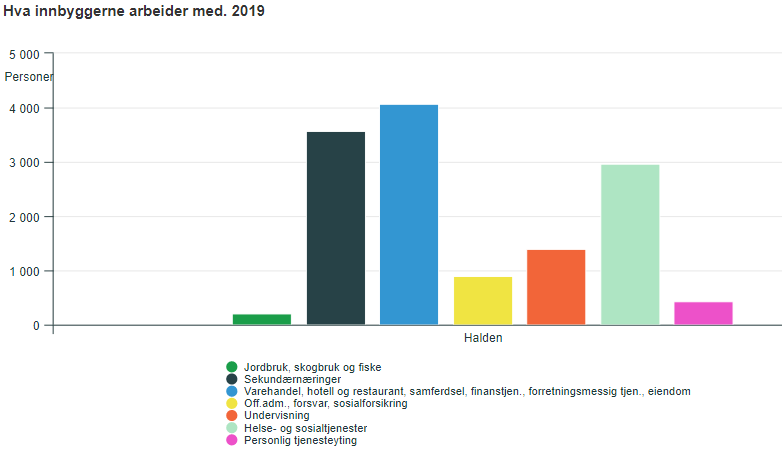 Hva innbyggerne arbeider med. 2019
5 000
Personer
4 000
3 000
2 000
1 000
0
Halden
Jordbruk, skogbruk og fiske
Sekundærnæringer
Varehandel, hotell og restaurant, samferdsel, finanstjen., forretningsmessig tjen., eiendom
Off.adm., forsvar, sosialforsikring
Undervisning
Helse- og sosialtjenester
Personlig tjenesteyting